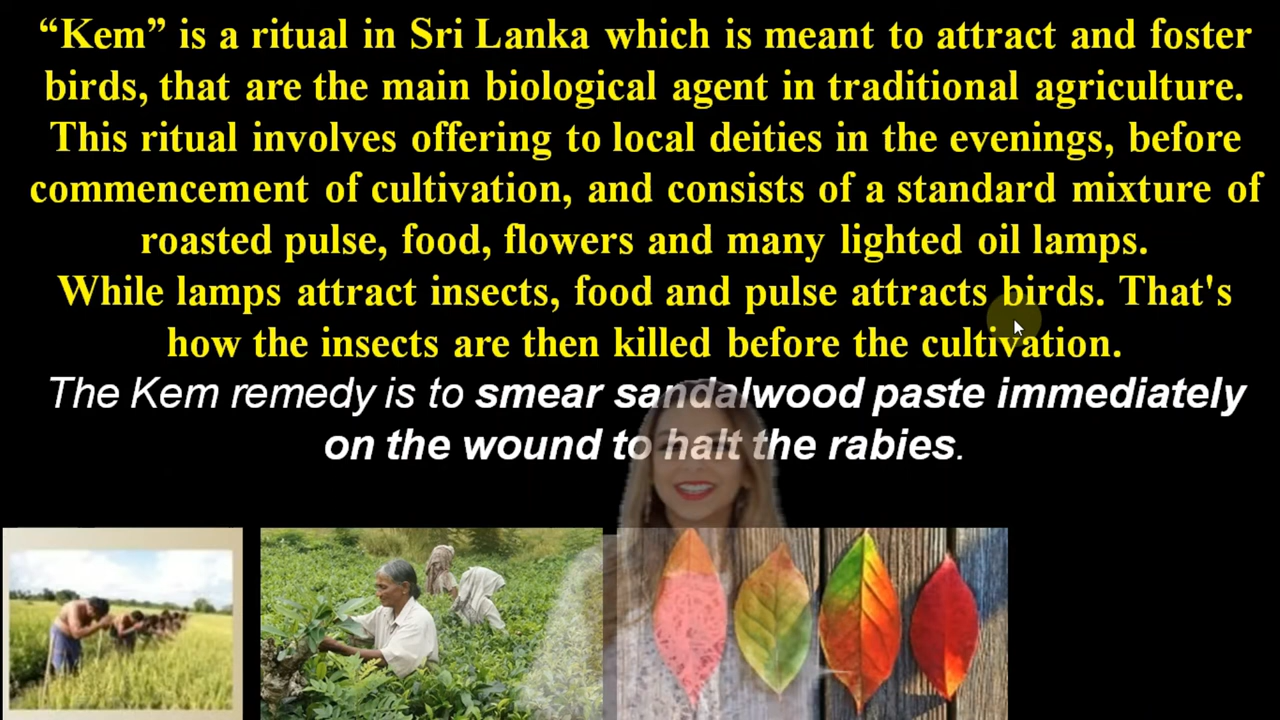 “Kem” is a ritual in Sri Lanka which is meant to attract and foster
birds, that are the main biological agent in traditional agriculture.
This ritual involves offering to local deities in the evenings, before
commencement of cultivation, and consists of a standard mixture of
roasted pulse, food, flowers and many lighted oil lamps.
While lamps attract insects, food and pulse attracts birds. That's
how the insects are then killed before the cultivation.
The Kem remedy is to smear sandalwood paste immediately
on the wound to halt the rabies.